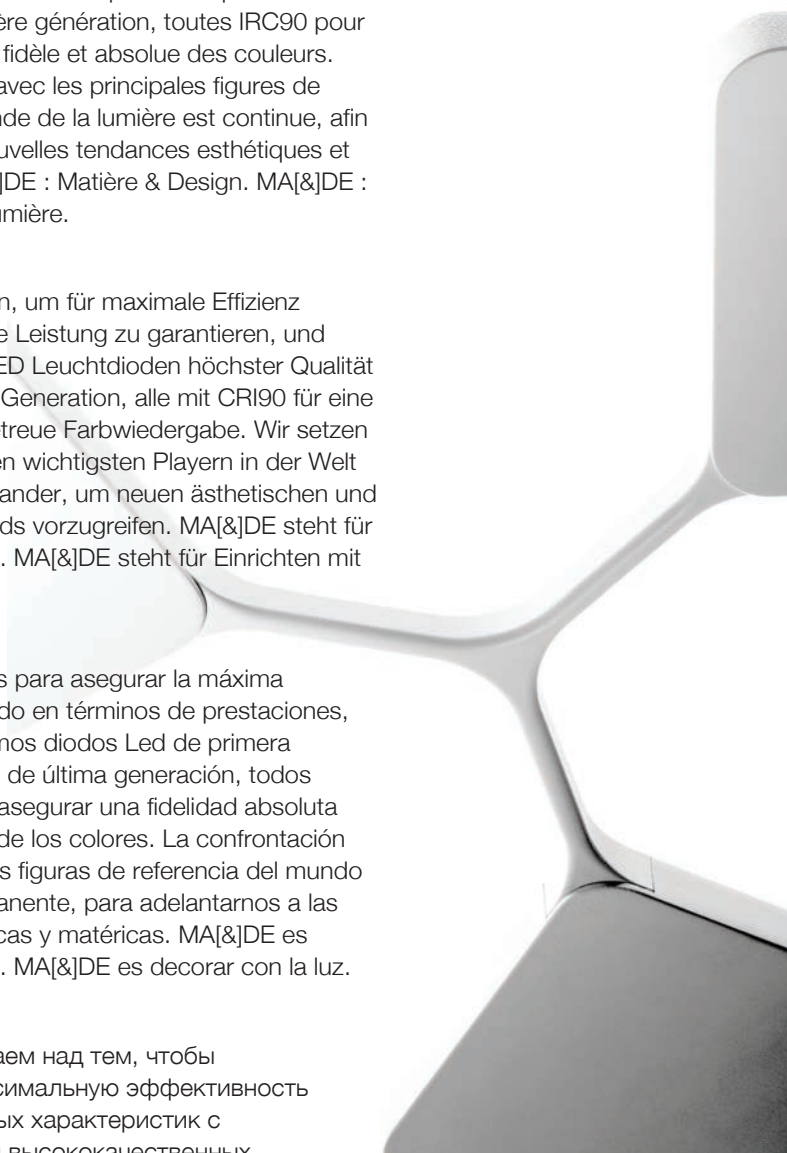 ère génération, toutes IRC90 pour
fidèle et absolue des couleurs.
avec les principales figures de
nde de la lumière est continue, afin
uvelles tendances esthétiques et
]DE : Matière & Design. MA[&]DE :
umière.
n, um für maximale Effizienz
e Leistung zu garantieren, und
ED Leuchtdioden höchster Qualität
Generation, alle mit CRI90 für eine
treue Farbwiedergabe. Wir setzen
en wichtigsten Playern in der Welt
ander, um neuen ästhetischen und
ds vorzugreifen. MA[&]DE steht für
. MA[&]DE steht für Einrichten mit
s para asegurar la máxima
do en términos de prestaciones,
mos diodos Led de primera
de última generación, todos
asegurar una fidelidad absoluta
de los colores. La confrontación
s figuras de referencia del mundo
anente, para adelantarnos a las
cas y matéricas. MA[&]DE es
. MA[&]DE es decorar con la luz.
аем над тем, чтобы
симальную эффективность
ых характеристик с
высококачественных